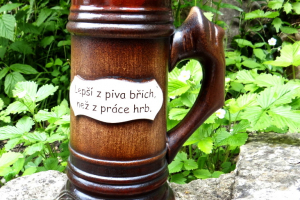 Lepší z piva břich,
než z práce hrb.